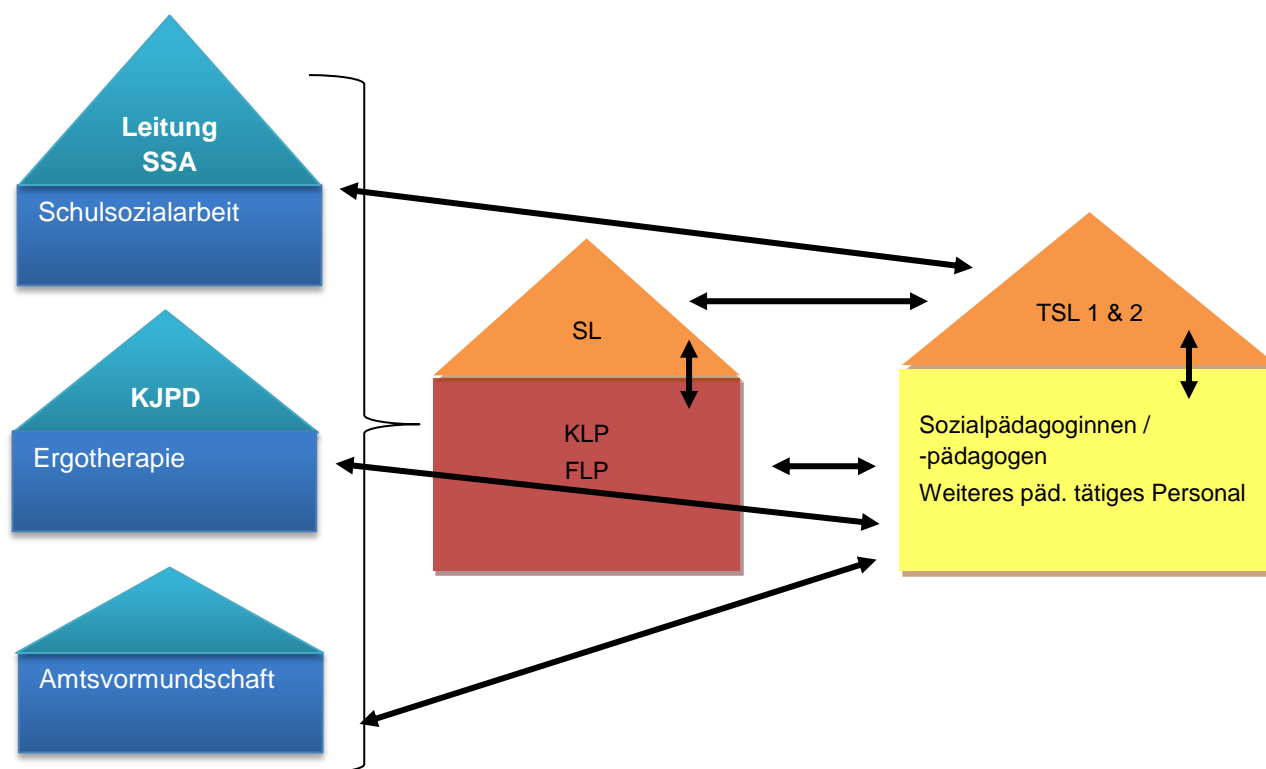 Leitung
SSA
Schulsozialarbeit
KJPD
Ergotherapie
Amtsvormundschaft
SL
KLP
FLP
TSL 1 & 2
Sozialpädagoginnen /
-pädagogen
Weiteres päd. tätiges Personal